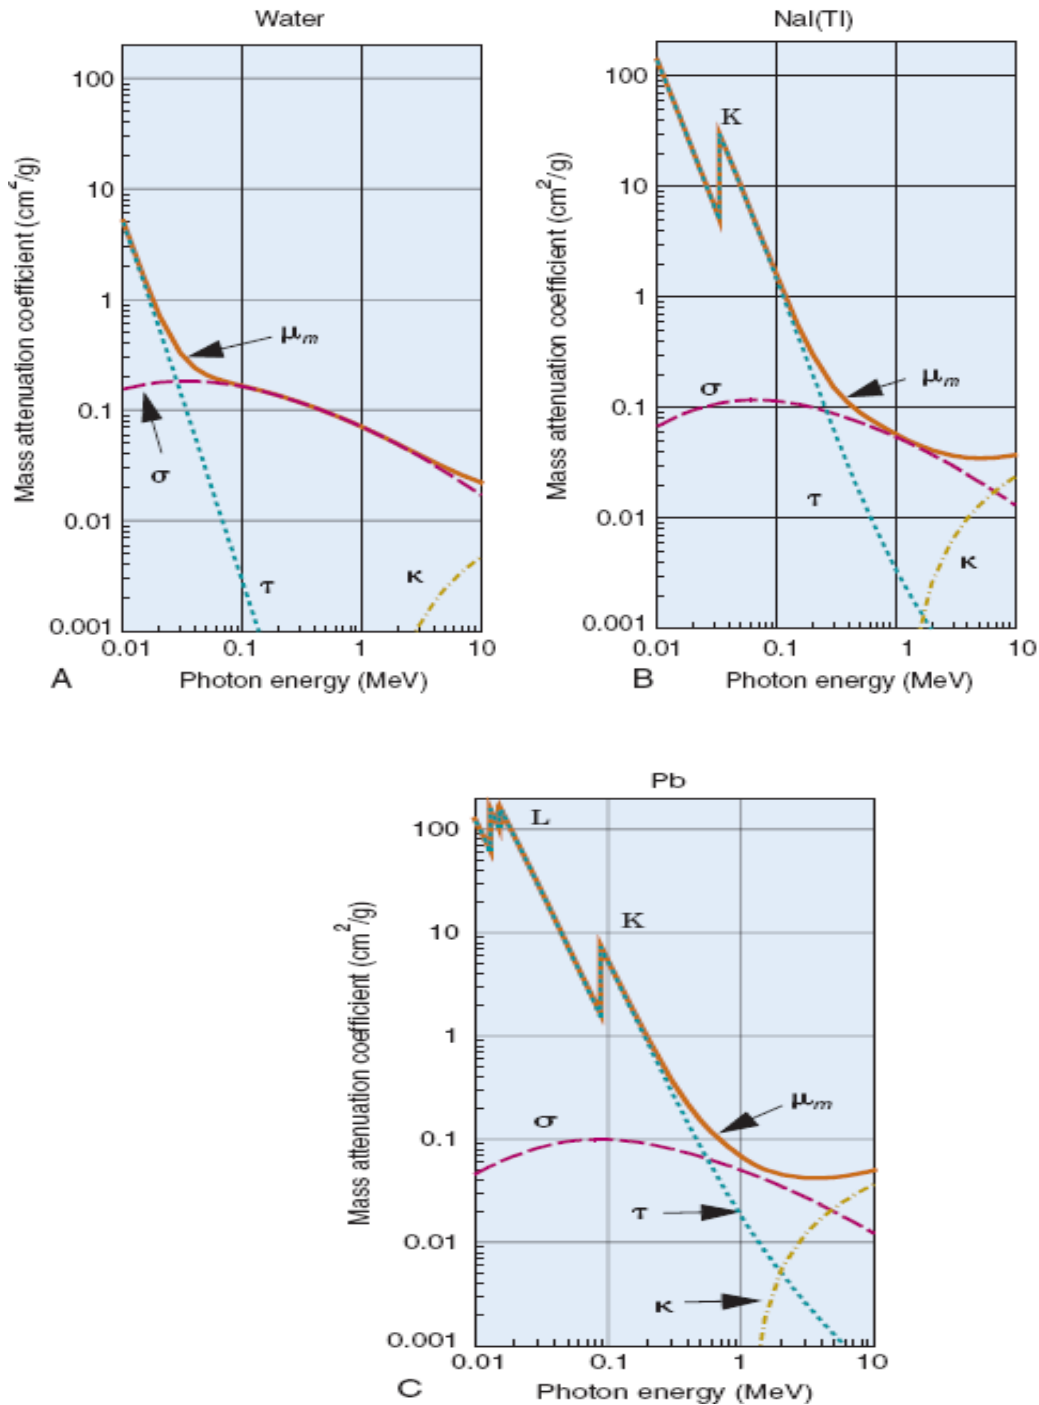 Water
Mass attenuation coefficient (cm²/g)
100
10
1
0.1
0.01
0.001
μm
σ
τ
κ
0.01 0.1 1 10
A Photon energy (MeV)
NaI(Tl)
Mass attenuation coefficient (cm²/g)
100
10
1
0.1
0.01
0.001
K
σ
μm
τ
κ
0.01 0.1 1 10
B Photon energy (MeV)
Pb
Mass attenuation coefficient (cm²/g)
100
10
1
0.1
0.01
0.001
L
K
σ
μm
τ
κ
0.01 0.1 1 10
C Photon energy (MeV)